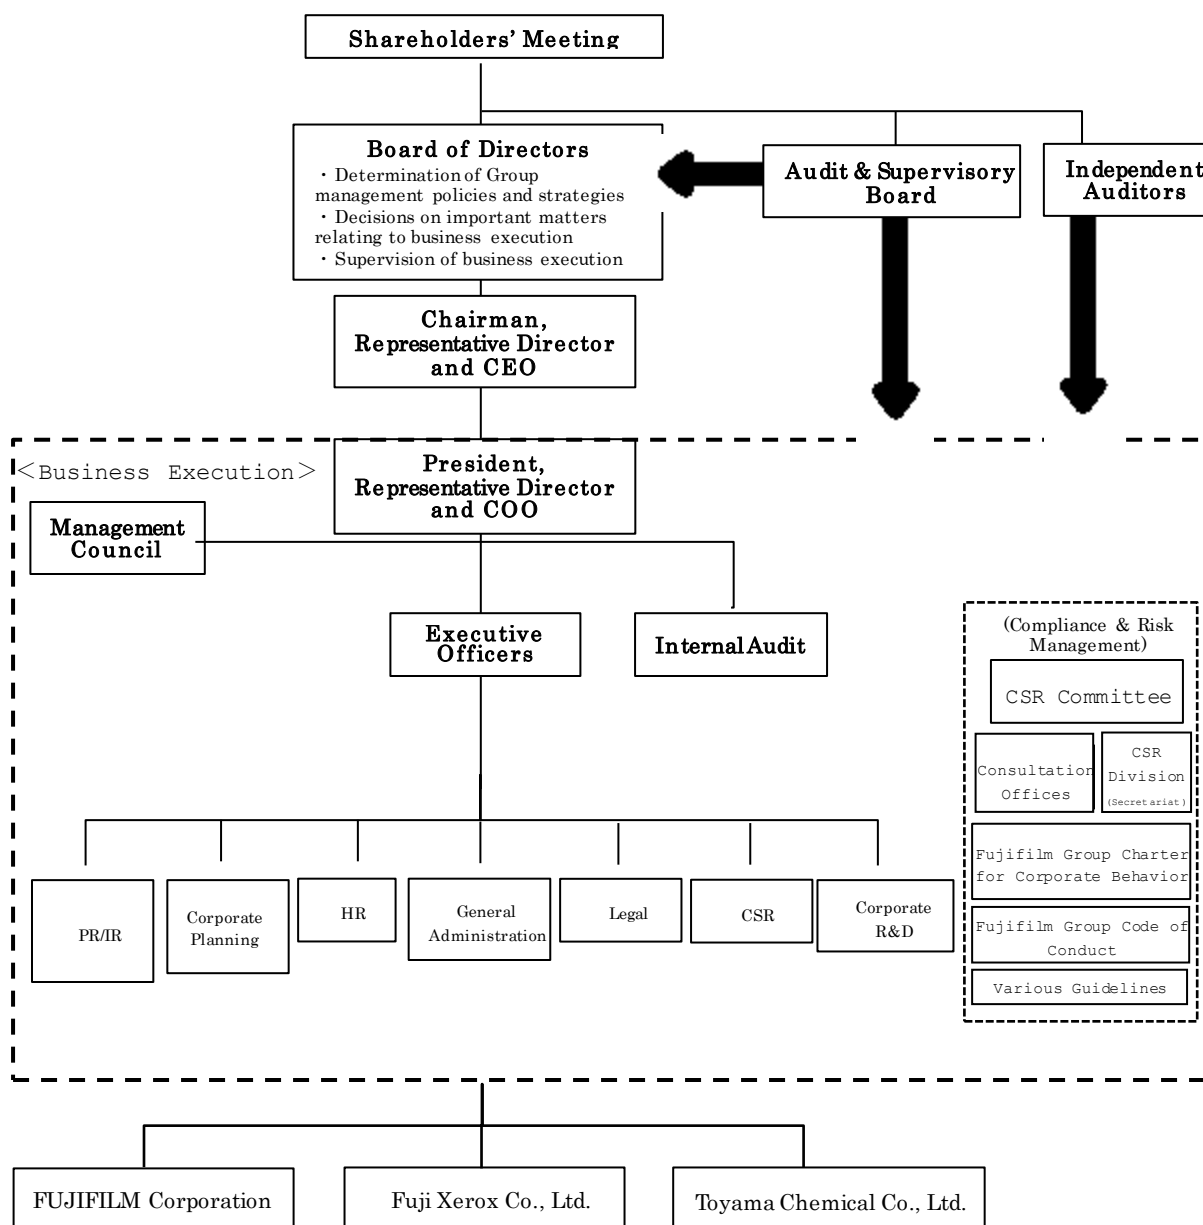 Shareholders' Meeting
Board of Directors
・Determination of Group
management policies and strategies
・Decisions on important matters
relating to business execution
・Supervision of business execution
Audit & Supervisory
Board
Independent
Auditors
Chairman,
Representative Director
and CEO
＜Business Execution＞
President,
Representative Director
and COO
Management
Council
Executive
Officers
Internal Audit
(Compliance & Risk
Management)
CSR Committee
Consultation
Offices
CSR
Division
(Secretariat)
Fujifilm Group Charter
for Corporate Behavior
Fujifilm Group Code of
Conduct
Various Guidelines
PR/IR
Corporate
Planning
HR
General
Administration
Legal
CSR
Corporate
R&D
FUJIFILM Corporation
Fuji Xerox Co., Ltd.
Toyama Chemical Co., Ltd.